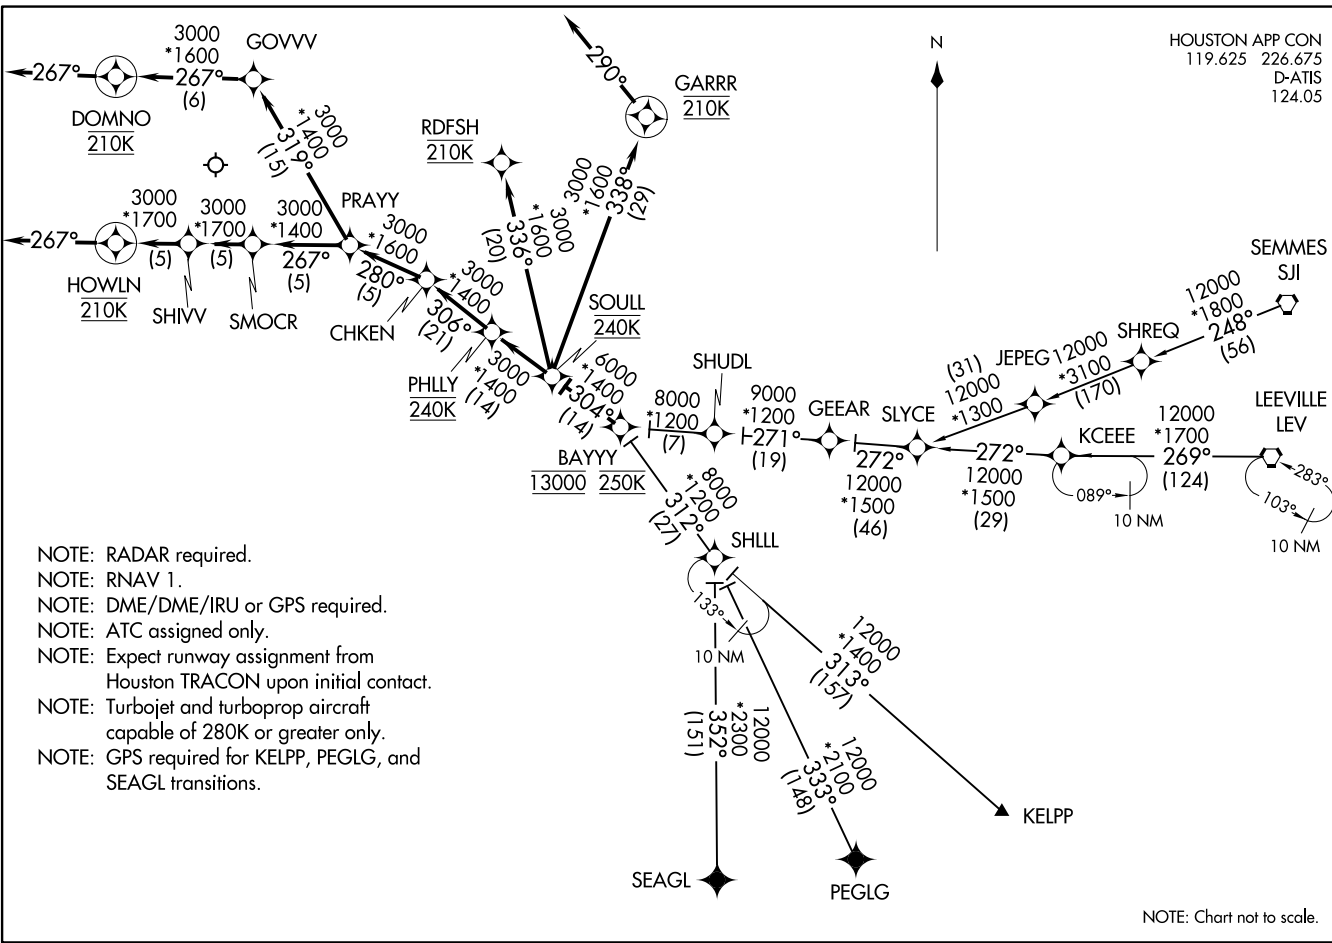 HOUSTON APP CON
119.625 226.675
D-ATIS
124.05
N
3000
*1600
267°
(6)
GOVVV
267°
DOMNO
210K
3000
*1400
319°
(15)
290°
GARRR
210K
RDFSH
210K
3000
*1600
338°
(29)
3000
*1600
336°
(20)
PRAYY
3000
*1700
(5)
3000
*1700
(5)
3000
*1400
267°
(5)
267°
HOWLN
210K
SHIVV
SMOCR
3000
*1600
280°
(5)
CHKEN
3000
*1400
306°
(21)
PHLLY
240K
3000
*1400
(14)
SOULL
240K
6000
*1400
304°
(14)
BAYYY
13000 250K
SHUDL
8000
*1200
(7)
9000
*1200
271°
(19)
GEEAR
SLYCE
272°
12000
*1500
(46)
(31)
12000
*1300
JEPEG
12000
*3100
(170)
SHREQ
12000
*1800
248°
(56)
SEMMES
SJI
LEEVILLE
LEV
12000
*1700
269°
(124)
KCEEE
272°
12000
*1500
(29)
089°
10 NM
283°
103°
10 NM
8000
*1200
312°
(27)
SHLLL
133°
10 NM
12000
*1400
313°
(157)
KELPP
12000
*2100
333°
(148)
PEGLG
12000
*2300
352°
(151)
SEAGL
NOTE: RADAR required.
NOTE: RNAV 1.
NOTE: DME/DME/IRU or GPS required.
NOTE: ATC assigned only.
NOTE: Expect runway assignment from
Houston TRACON upon initial contact.
NOTE: Turbojet and turboprop aircraft
capable of 280K or greater only.
NOTE: GPS required for KELPP, PEGLG, and
SEAGL transitions.
NOTE: Chart not to scale.